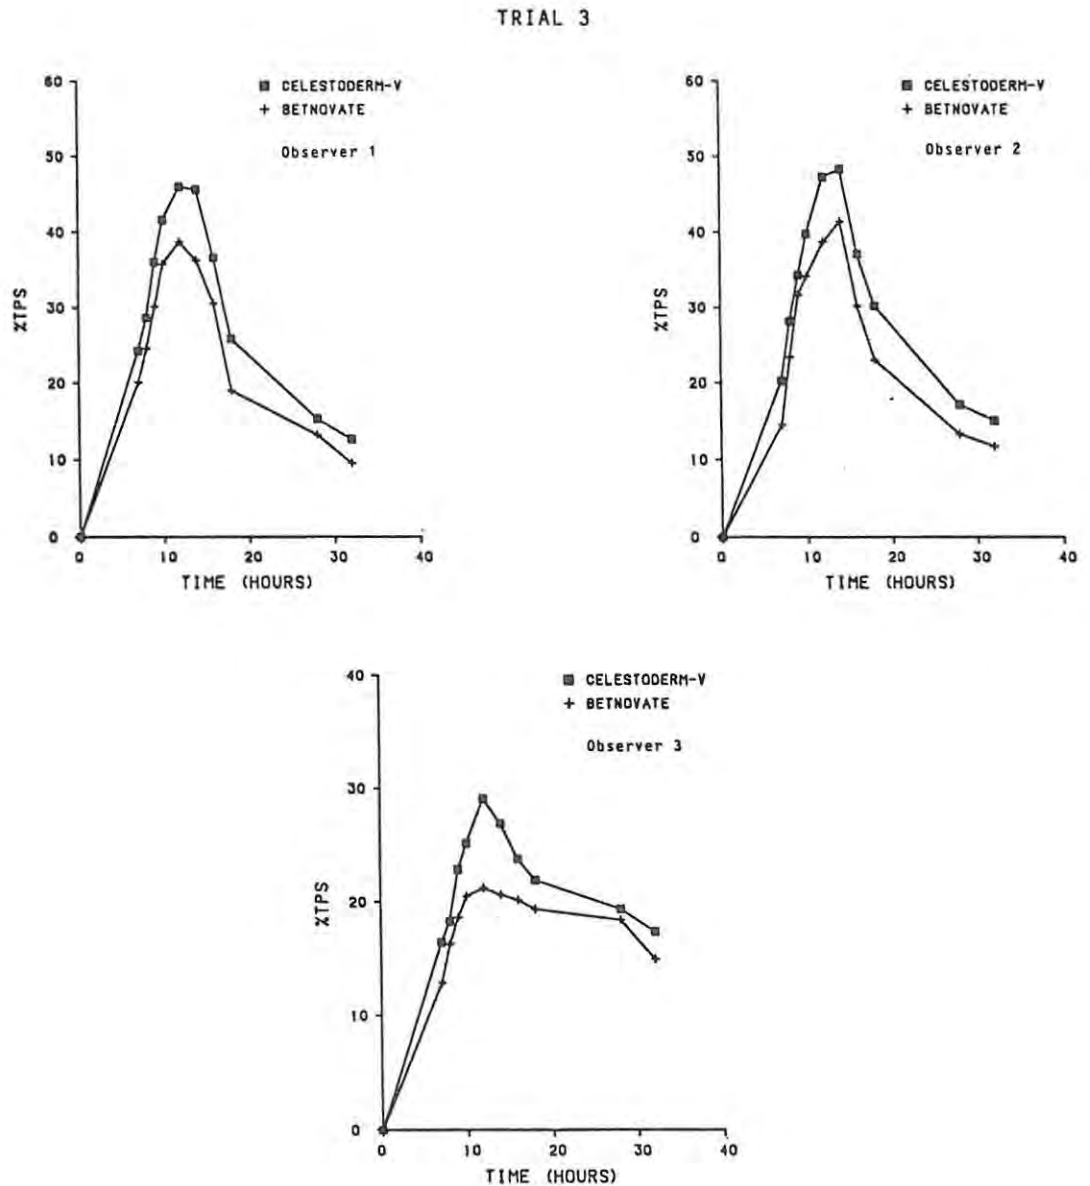 TRIAL 3
60
50
40
30
20
10
0
%TPS
CELESTODERM-V
BETNOVATE
Observer 1
0 10 20 30 40
TIME (HOURS)
60
50
40
30
20
10
0
%TPS
CELESTODERM-V
BETNOVATE
Observer 2
0 10 20 30 40
TIME (HOURS)
40
30
20
10
0
%TPS
CELESTODERM-V
BETNOVATE
Observer 3
0 10 20 30 40
TIME (HOURS)